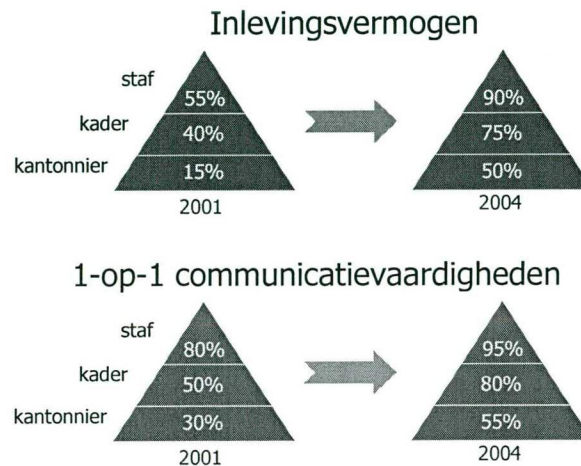 Inlevingsvermogen
staf
55% 90%
kader
40% 75%
kantonnier
15% 50%
2001 2004
1-op-1 communicatievaardigheden
staf
80% 95%
kader
50% 80%
kantonnier
30% 55%
2001 2004